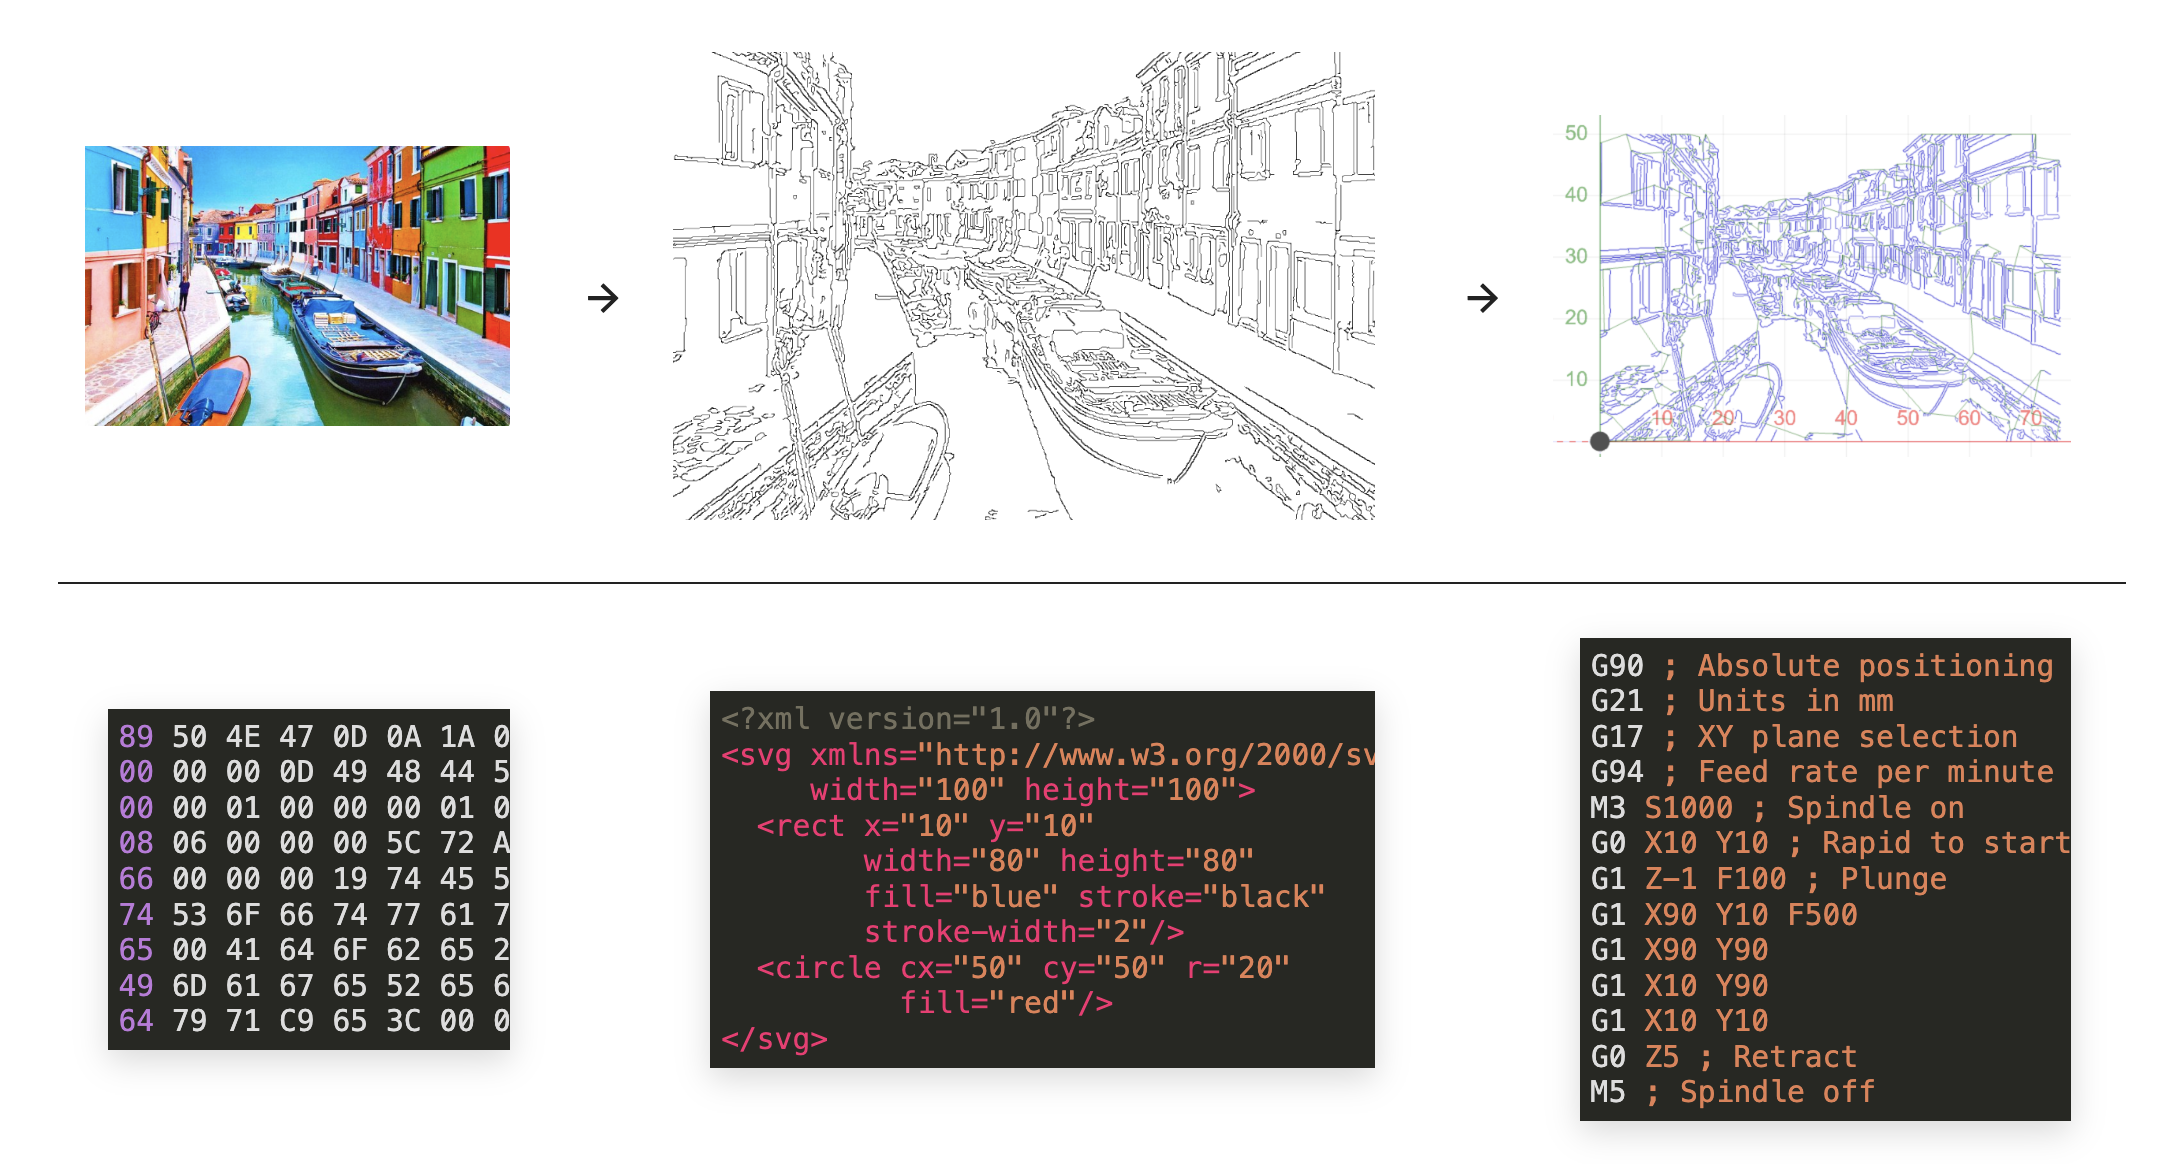 →
→
50
40
30
20
10
10 20 30 40 50 60 70
89 50 4E 47 0D 0A 1A 0
00 00 00 0D 49 48 44 5
00 00 01 00 00 00 01 0
08 06 00 00 00 5C 72 A
66 00 00 00 19 74 45 5
74 53 6F 66 74 77 61 7
65 00 41 64 6F 62 65 2
49 6D 61 67 65 52 65 6
64 79 71 C9 65 3C 00 0
<?xml version="1.0"?>
<svg xmlns="http://www.w3.org/2000/sv
width="100" height="100">
<rect x="10" y="10"
width="80" height="80"
fill="blue" stroke="black"
stroke-width="2"/>
<circle cx="50" cy="50" r="20"
fill="red"/>
</svg>
G90 ; Absolute positioning
G21 ; Units in mm
G17 ; XY plane selection
G94 ; Feed rate per minute
M3 S1000 ; Spindle on
G0 X10 Y10 ; Rapid to start
G1 Z-1 F100 ; Plunge
G1 X90 Y10 F500
G1 X90 Y90
G1 X10 Y90
G1 X10 Y10
G0 Z5 ; Retract
M5 ; Spindle off